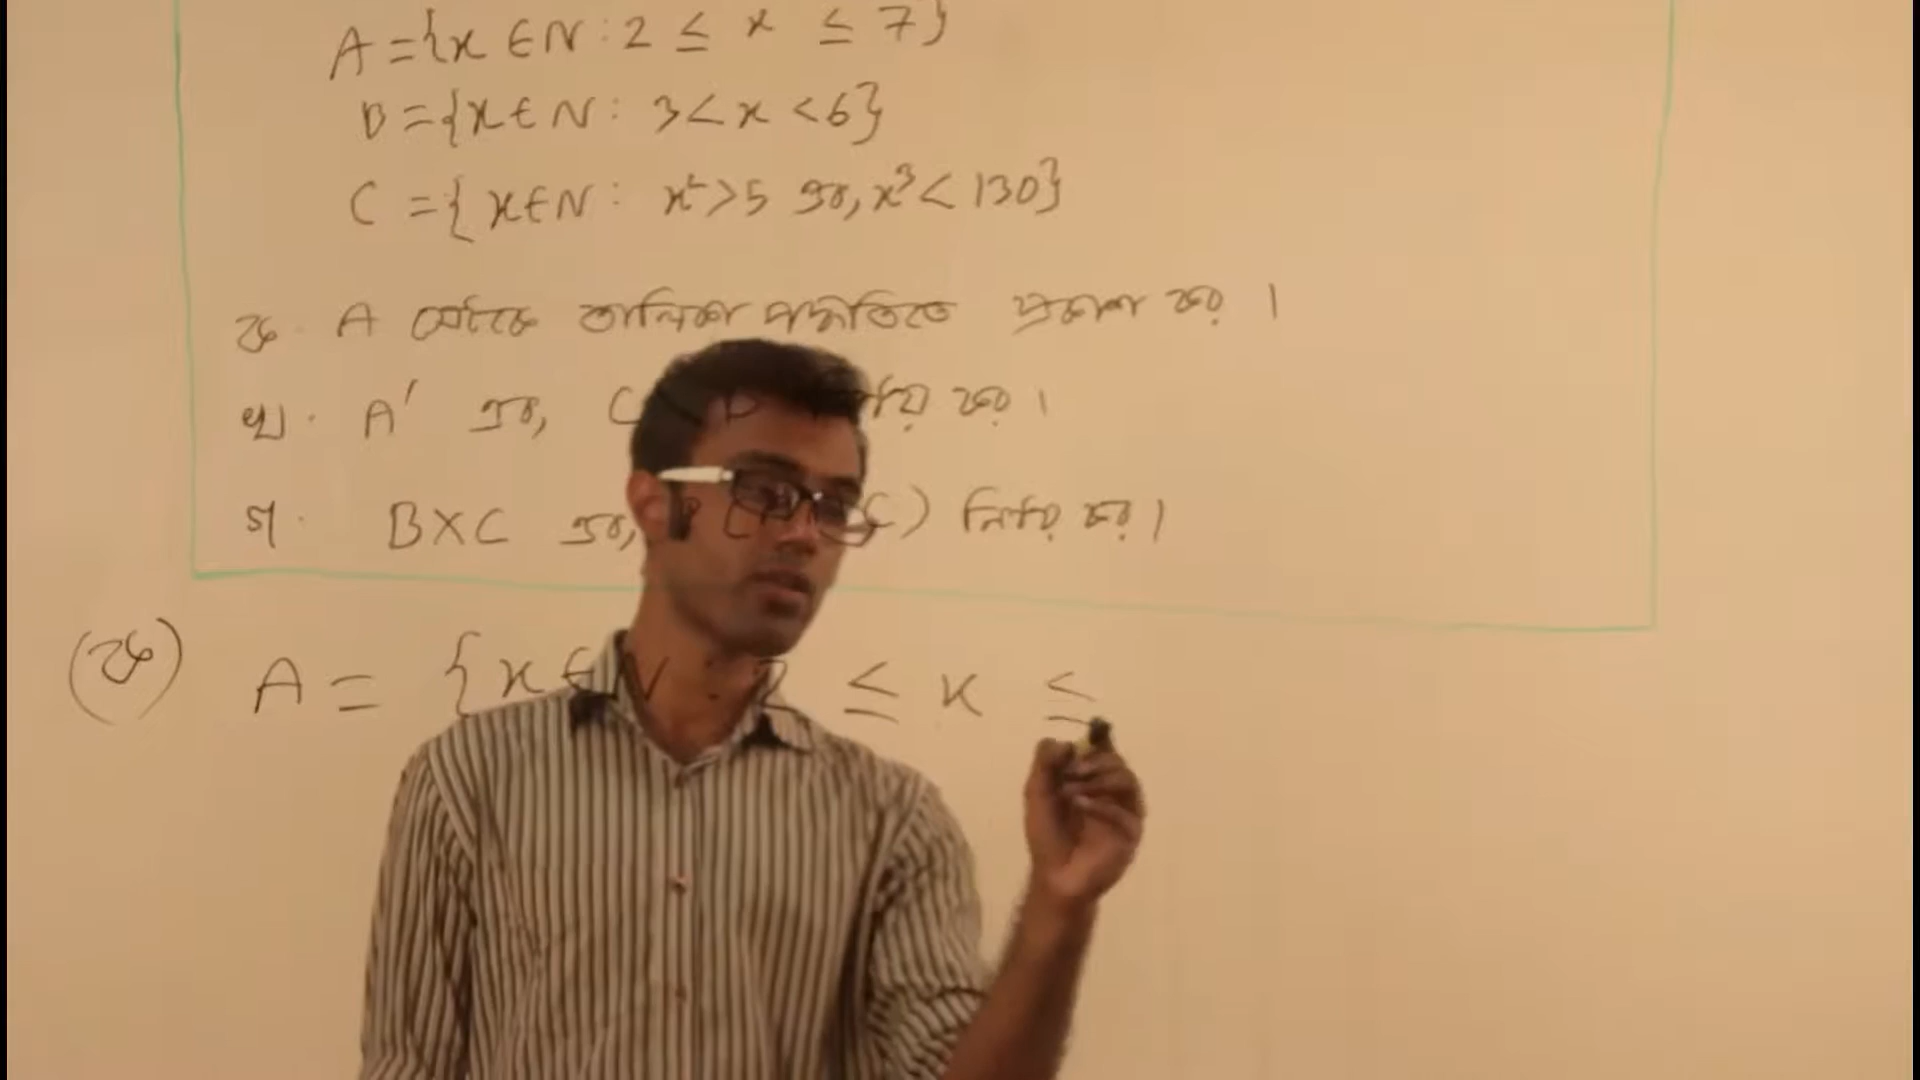 A={x∈N:2 ≤ x ≤ 7}
B={x∈N: 3<x<6}
C={x∈N: x²>5 এবং, x³<130}
ক. A সেটকে তালিকা পদ্ধতিতে প্রকাশ কর।
খ. A' এবং, C নির্ণয় কর।
গ. B×C এবং, P( C) নির্ণয় কর।
(ক) A= {x∈N : 2 ≤ x ≤